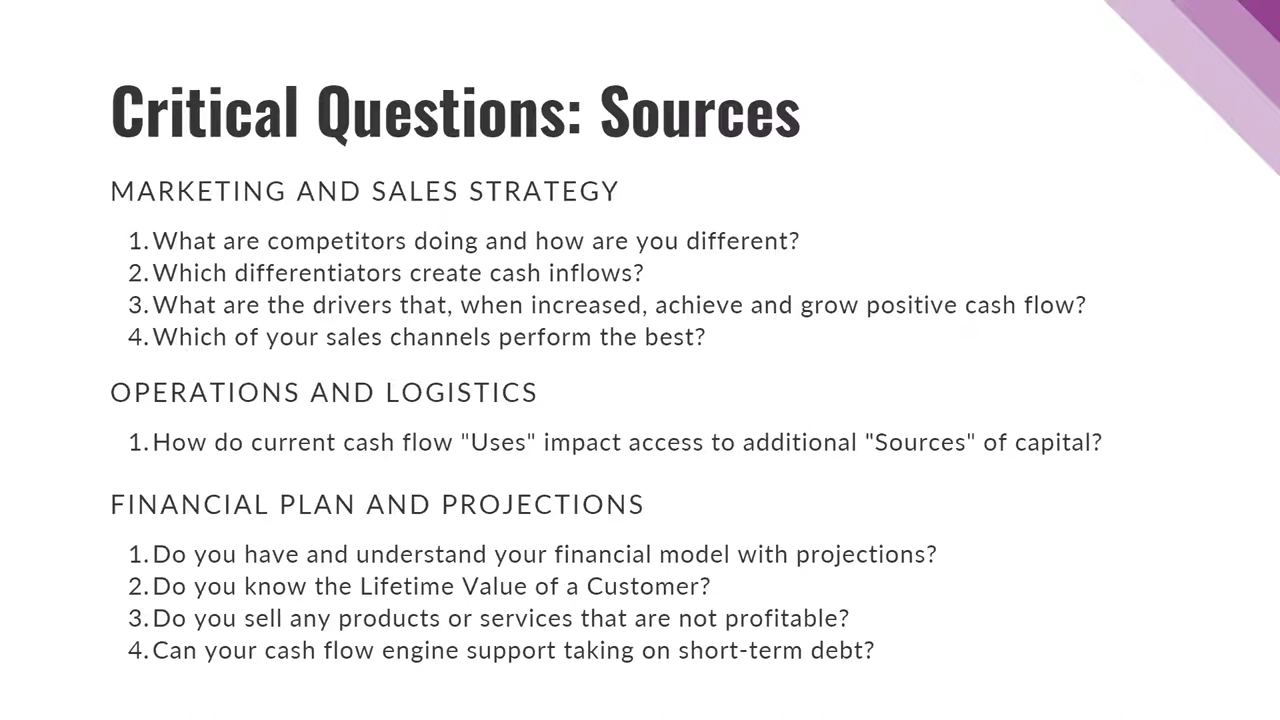 Critical Questions: Sources
MARKETING AND SALES STRATEGY
1. What are competitors doing and how are you different?
2. Which differentiators create cash inflows?
3. What are the drivers that, when increased, achieve and grow positive cash flow?
4. Which of your sales channels perform the best?
OPERATIONS AND LOGISTICS
1. How do current cash flow "Uses" impact access to additional "Sources" of capital?
FINANCIAL PLAN AND PROJECTIONS
1. Do you have and understand your financial model with projections?
2. Do you know the Lifetime Value of a Customer?
3. Do you sell any products or services that are not profitable?
4. Can your cash flow engine support taking on short-term debt?